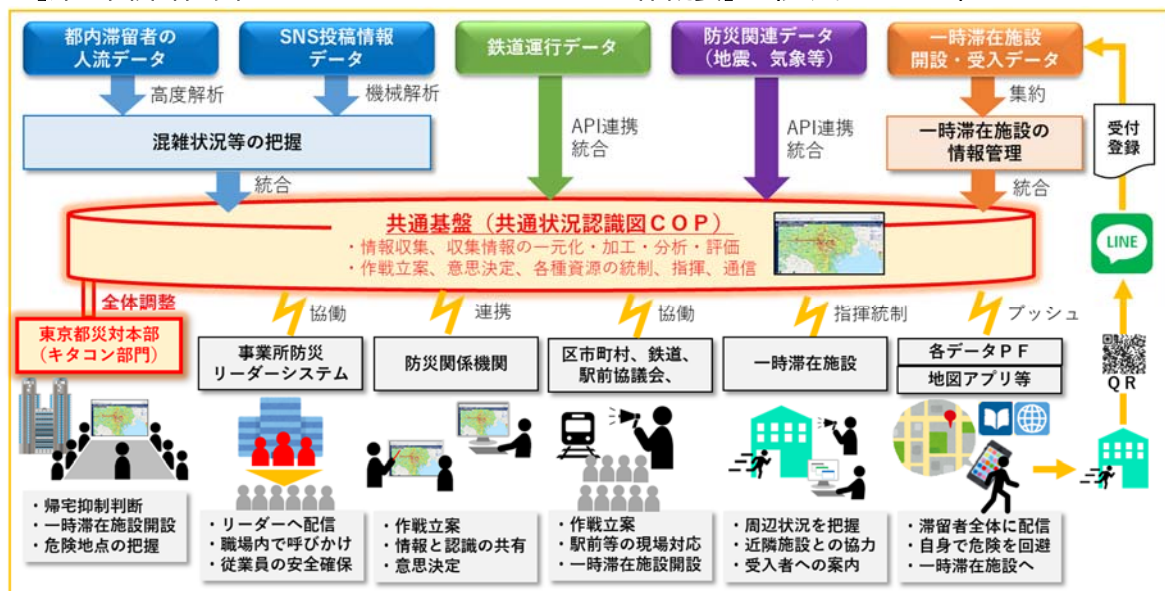 都内滞留者の
人流データ
SNS投稿情報
データ
鉄道運行データ
防災関連データ
（地震、気象等）
一時滞在施設
開設・受入データ
高度解析
機械解析
API連携
統合
API連携
統合
集約
混雑状況等の把握
一時滞在施設の
情報管理
受付
登録
統合
統合
共通基盤（共通状況認識図ＣＯＰ）
・情報収集、収集情報の一元化・加工・分析・評価
・作戦立案、意思決定、各種資源の統制、指揮、通信
LINE
全体調整
協働
連携
協働
指揮統制
プッシュ
東京都災対本部
（キタコン部門）
事業所防災
リーダーシステム
防災関係機関
区市町村、鉄道、
駅前協議会、
一時滞在施設
各データＰＦ
地図アプリ等
ＱＲ
・帰宅抑制判断
・一時滞在施設開設
・危険地点の把握
・リーダーへ配信
・職場内で呼びかけ
・従業員の安全確保
・作戦立案
・情報と認識の共有
・意思決定
・作戦立案
・駅前等の現場対応
・一時滞在施設開設
・周辺状況を把握
・近隣施設との協力
・受入者への案内
・滞留者全体に配信
・自身で危険を回避
・一時滞在施設へ